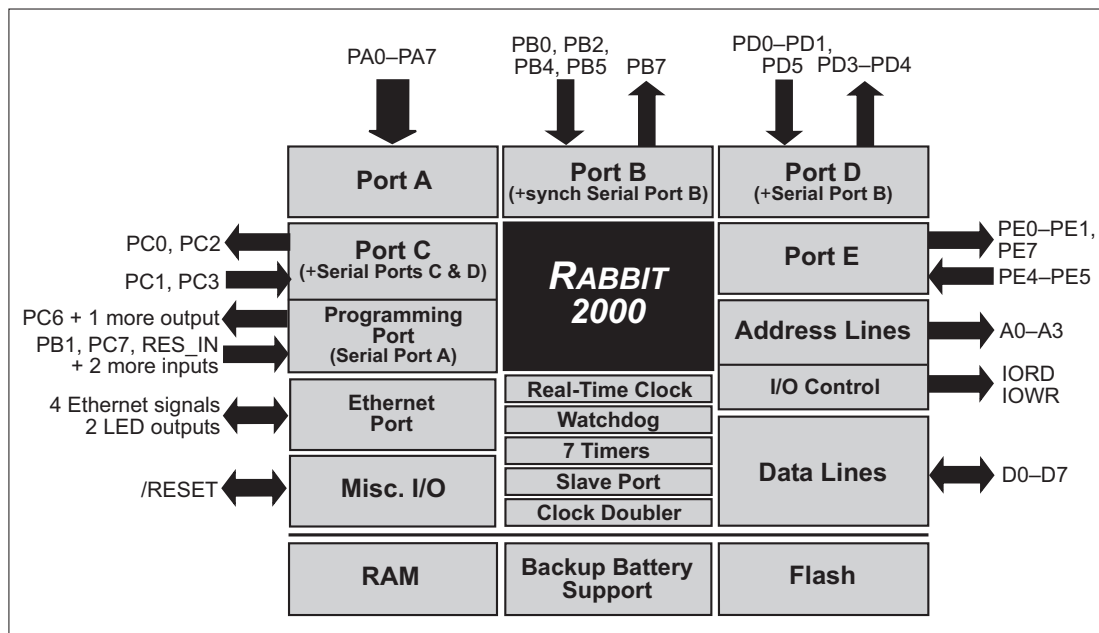 PA0–PA7
PB0, PB2,
PB4, PB5
PB7
PD0–PD1,
PD5
PD3–PD4
Port A
Port B
(+synch Serial Port B)
Port D
(+Serial Port B)
PC0, PC2
PC1, PC3
Port C
(+Serial Ports C & D)
RABBIT
2000
Port E
PE0–PE1,
PE7
PE4–PE5
PC6 + 1 more output
PB1, PC7, RES_IN
+ 2 more inputs
Programming
Port
(Serial Port A)
Address Lines
A0–A3
I/O Control
IORD
IOWR
4 Ethernet signals
2 LED outputs
Ethernet
Port
Real-Time Clock
Watchdog
7 Timers
Slave Port
Clock Doubler
Data Lines
D0–D7
/RESET
Misc. I/O
RAM
Backup Battery
Support
Flash